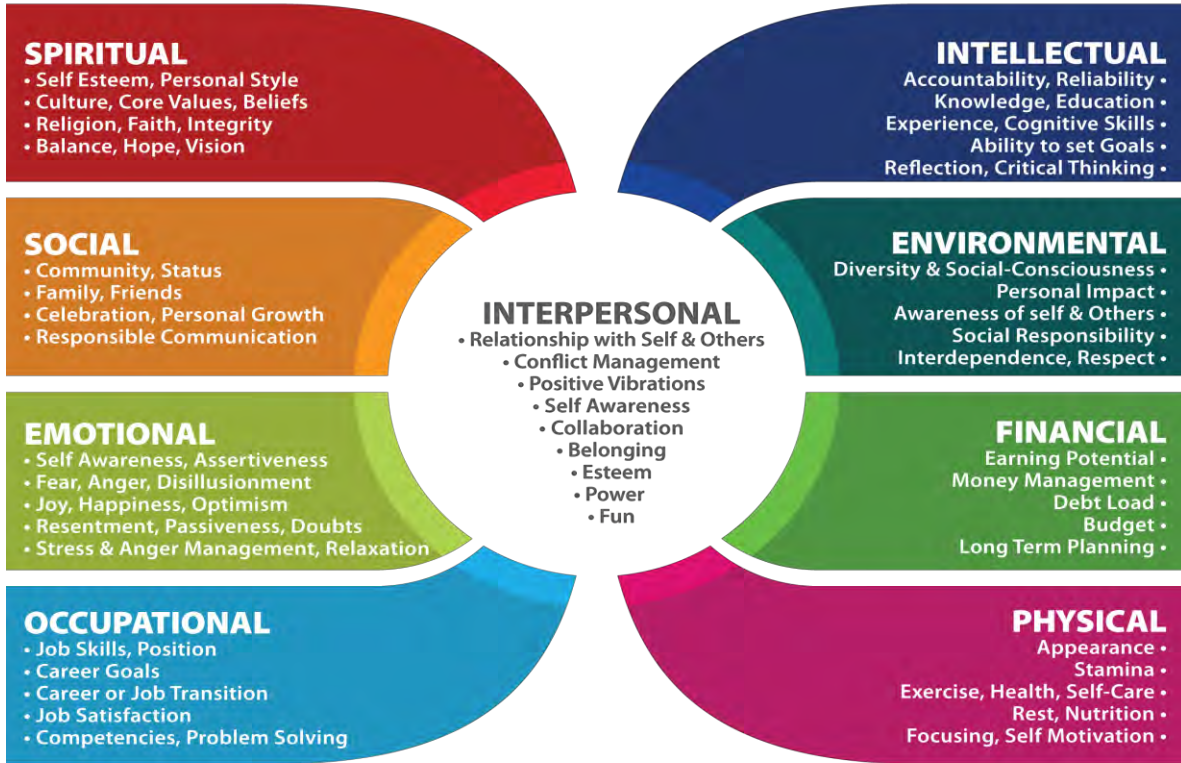 SPIRITUAL
• Self Esteem, Personal Style
• Culture, Core Values, Beliefs
• Religion, Faith, Integrity
• Balance, Hope, Vision
SOCIAL
• Community, Status
• Family, Friends
• Celebration, Personal Growth
• Responsible Communication
EMOTIONAL
• Self Awareness, Assertiveness
• Fear, Anger, Disillusionment
• Joy, Happiness, Optimism
• Resentment, Passiveness, Doubts
• Stress & Anger Management, Relaxation
OCCUPATIONAL
• Job Skills, Position
• Career Goals
• Career or Job Transition
• Job Satisfaction
• Competencies, Problem Solving
INTERPERSONAL
• Relationship with Self & Others
• Conflict Management
• Positive Vibrations
• Self Awareness
• Collaboration
• Belonging
• Esteem
• Power
• Fun
INTELLECTUAL
Accountability, Reliability •
Knowledge, Education •
Experience, Cognitive Skills •
Ability to set Goals •
Reflection, Critical Thinking •
ENVIRONMENTAL
Diversity & Social-Consciousness •
Personal Impact •
Awareness of self & Others •
Social Responsibility •
Interdependence, Respect •
FINANCIAL
Earning Potential •
Money Management •
Debt Load •
Budget •
Long Term Planning •
PHYSICAL
Appearance •
Stamina •
Exercise, Health, Self-Care •
Rest, Nutrition •
Focusing, Self Motivation •